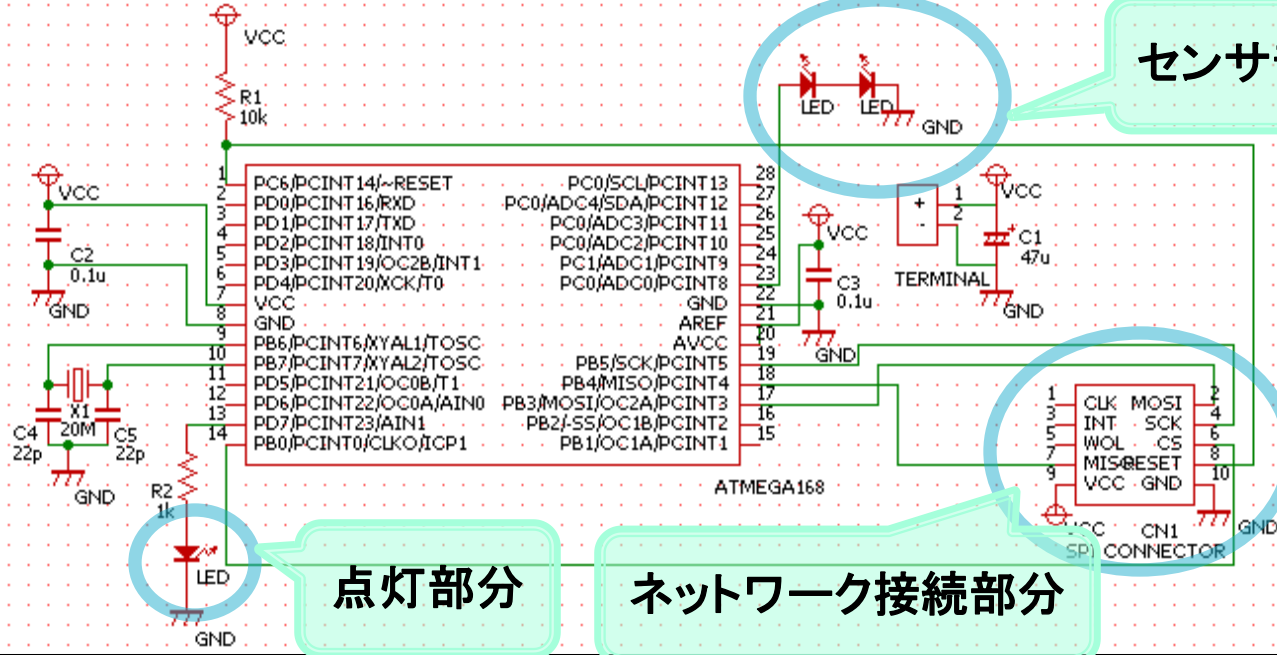 VCC
R1
10k
LED
LED
GND
センサ
VCC
C2
0.1u
GND
1
2
3
4
5
6
7
8
9
10
11
12
13
14
PC6/PCINT14/~RESET
PD0/PCINT16/RXD
PD1/PCINT17/TXD
PD2/PCINT18/INT0
PD3/PCINT19/OC2B/INT1
PD4/PCINT20/XCK/T0
VCC
GND
PB6/PCINT6/XYAL1/TOSC
PB7/PCINT7/XYAL2/TOSC
PD5/PCINT21/OC0B/T1
PD6/PCINT22/OC0A/AIN0
PD7/PCINT23/AIN1
PB0/PCINT0/CLKO/ICP1
PC0/SCL/PCINT13
PC0/ADC4/SDA/PCINT12
PC0/ADC3/PCINT11
PC0/ADC2/PCINT10
PC1/ADC1/PCINT9
PC0/ADC0/PCINT8
GND
AREF
AVCC
PB5/SCK/PCINT5
PB4/MISO/PCINT4
PB3/MOSI/OC2A/PCINT3
PB2/-SS/OC1B/PCINT2
PB1/OC1A/PCINT1
28
27
26
25
24
23
22
21
20
19
18
17
16
15
ATMEGA168
VCC
C3
0.1u
GND
+
-
1
2
TERMINAL
VCC
C1
47u
GND
X1
20M
C4
22p
C5
22p
GND
R2
1k
LED
GND
1
3
5
7
9
CLK MOSI
INT SCK
WOL CS
MISO RESET
VCC GND
2
4
6
8
10
VCC
GND
CN1
SPI CONNECTOR
点灯部分
ネットワーク接続部分